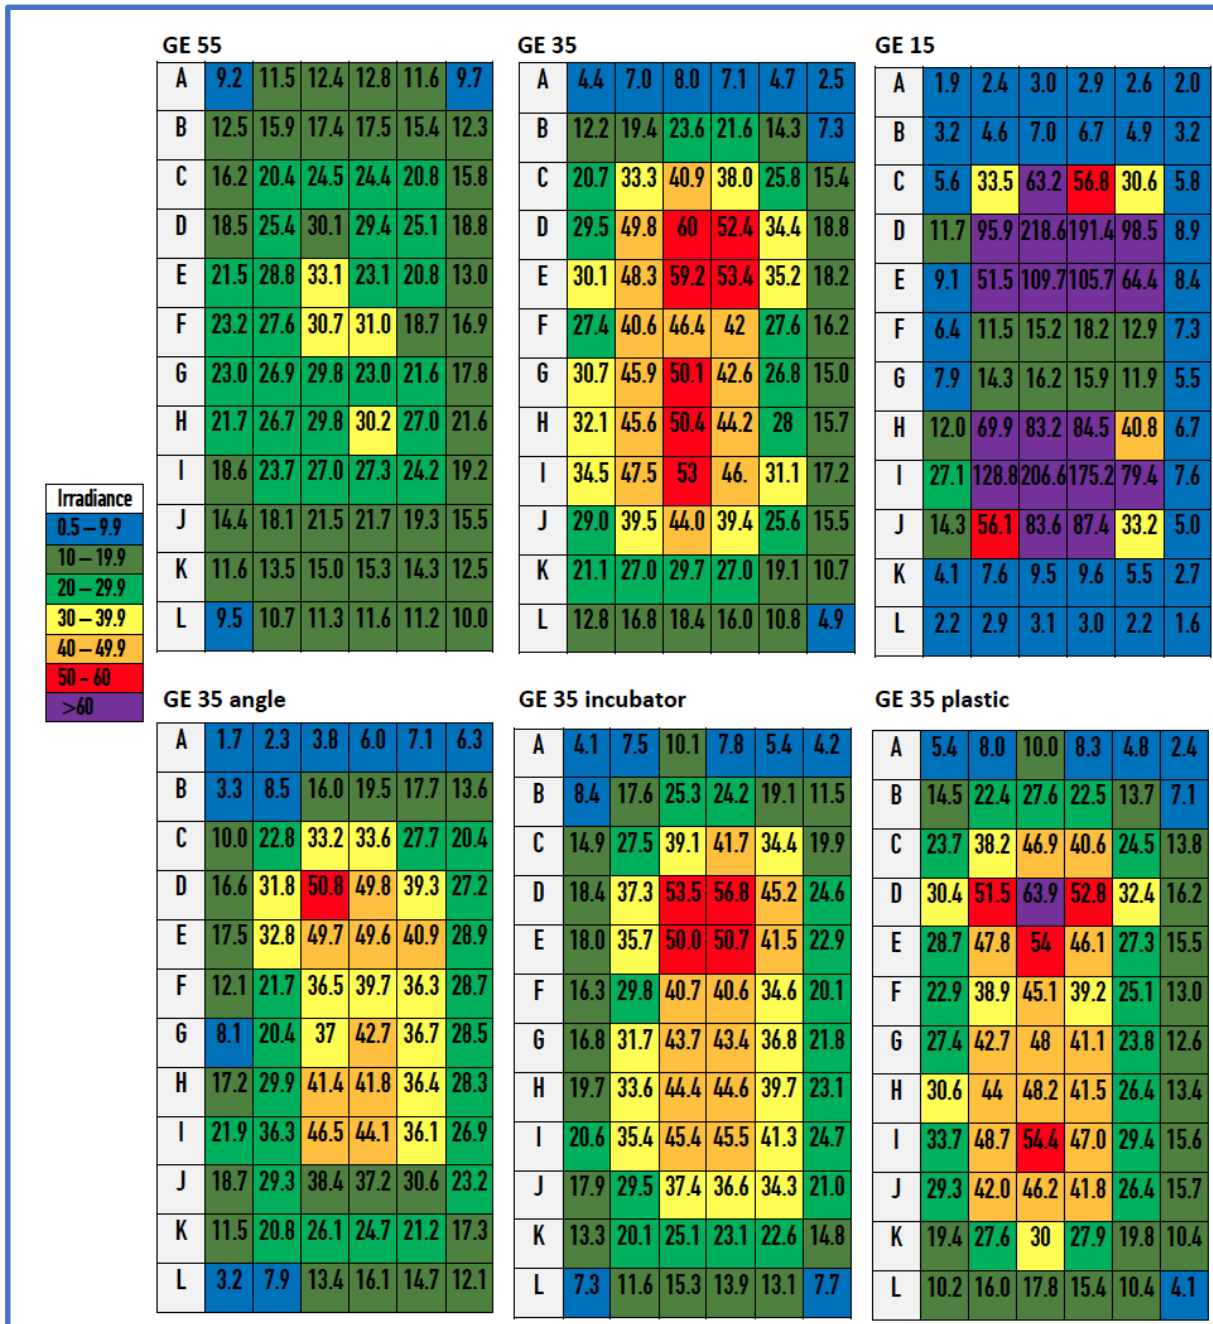 GE 55
A 9.2 11.5 12.4 12.8 11.6 9.7
B 12.5 15.9 17.4 17.5 15.4 12.3
C 16.2 20.4 24.5 24.4 20.8 15.8
D 18.5 25.4 30.1 29.4 25.1 18.8
E 21.5 28.8 33.1 23.1 20.8 13.0
F 23.2 27.6 30.7 31.0 18.7 16.9
G 23.0 26.9 29.8 23.0 21.6 17.8
H 21.7 26.7 29.8 30.2 27.0 21.6
I 18.6 23.7 27.0 27.3 24.2 19.2
J 14.4 18.1 21.5 21.7 19.3 15.5
K 11.6 13.5 15.0 15.3 14.3 12.5
L 9.5 10.7 11.3 11.6 11.2 10.0
GE 35
A 4.4 7.0 8.0 7.1 4.7 2.5
B 12.2 19.4 23.6 21.6 14.3 7.3
C 20.7 33.3 40.9 38.0 25.8 15.4
D 29.5 49.8 60 52.4 34.4 18.8
E 30.1 48.3 59.2 53.4 35.2 18.2
F 27.4 40.6 46.4 42 27.6 16.2
G 30.7 45.9 50.1 42.6 26.8 15.0
H 32.1 45.6 50.4 44.2 28 15.7
I 34.5 47.5 53 46. 31.1 17.2
J 29.0 39.5 44.0 39.4 25.6 15.5
K 21.1 27.0 29.7 27.0 19.1 10.7
L 12.8 16.8 18.4 16.0 10.8 4.9
GE 15
A 1.9 2.4 3.0 2.9 2.6 2.0
B 3.2 4.6 7.0 6.7 4.9 3.2
C 5.6 33.5 63.2 56.8 30.6 5.8
D 11.7 95.9 218.6 191.4 98.5 8.9
E 9.1 51.5 109.7 105.7 64.4 8.4
F 6.4 11.5 15.2 18.2 12.9 7.3
G 7.9 14.3 16.2 15.9 11.9 5.5
H 12.0 69.9 83.2 84.5 40.8 6.7
I 27.1 128.8 206.6 175.2 79.4 7.6
J 14.3 56.1 83.6 87.4 33.2 5.0
K 4.1 7.6 9.5 9.6 5.5 2.7
L 2.2 2.9 3.1 3.0 2.2 1.6
Irradiance
0.5 – 9.9
10 – 19.9
20 – 29.9
30 – 39.9
40 – 49.9
50 - 60
>60
GE 35 angle
A 1.7 2.3 3.8 6.0 7.1 6.3
B 3.3 8.5 16.0 19.5 17.7 13.6
C 10.0 22.8 33.2 33.6 27.7 20.4
D 16.6 31.8 50.8 49.8 39.3 27.2
E 17.5 32.8 49.7 49.6 40.9 28.9
F 12.1 21.7 36.5 39.7 36.3 28.7
G 8.1 20.4 37 42.7 36.7 28.5
H 17.2 29.9 41.4 41.8 36.4 28.3
I 21.9 36.3 46.5 44.1 36.1 26.9
J 18.7 29.3 38.4 37.2 30.6 23.2
K 11.5 20.8 26.1 24.7 21.2 17.3
L 3.2 7.9 13.4 16.1 14.7 12.1
GE 35 incubator
A 4.1 7.5 10.1 7.8 5.4 4.2
B 8.4 17.6 25.3 24.2 19.1 11.5
C 14.9 27.5 39.1 41.7 34.4 19.9
D 18.4 37.3 53.5 56.8 45.2 24.6
E 18.0 35.7 50.0 50.7 41.5 22.9
F 16.3 29.8 40.7 40.6 34.6 20.1
G 16.8 31.7 43.7 43.4 36.8 21.8
H 19.7 33.6 44.4 44.6 39.7 23.1
I 20.6 35.4 45.4 45.5 41.3 24.7
J 17.9 29.5 37.4 36.6 34.3 21.0
K 13.3 20.1 25.1 23.1 22.6 14.8
L 7.3 11.6 15.3 13.9 13.1 7.7
GE 35 plastic
A 5.4 8.0 10.0 8.3 4.8 2.4
B 14.5 22.4 27.6 22.5 13.7 7.1
C 23.7 38.2 46.9 40.6 24.5 13.8
D 30.4 51.5 63.9 52.8 32.4 16.2
E 28.7 47.8 54 46.1 27.3 15.5
F 22.9 38.9 45.1 39.2 25.1 13.0
G 27.4 42.7 48 41.1 23.8 12.6
H 30.6 44 48.2 41.5 26.4 13.4
I 33.7 48.7 54.4 47.0 29.4 15.6
J 29.3 42.0 46.2 41.8 26.4 15.7
K 19.4 27.6 30 27.9 19.8 10.4
L 10.2 16.0 17.8 15.4 10.4 4.1